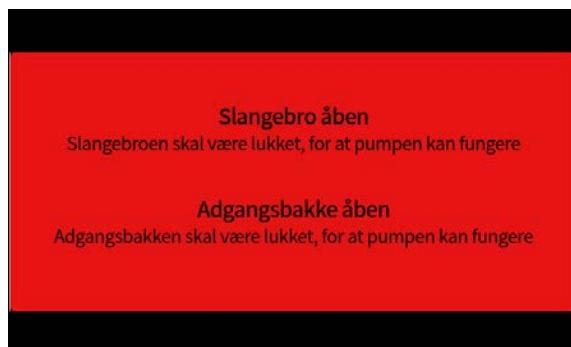 Slangebro åben
Slangebroen skal være lukket, for at pumpen kan fungere
Adgangsbakke åben
Adgangsbakken skal være lukket, for at pumpen kan fungere